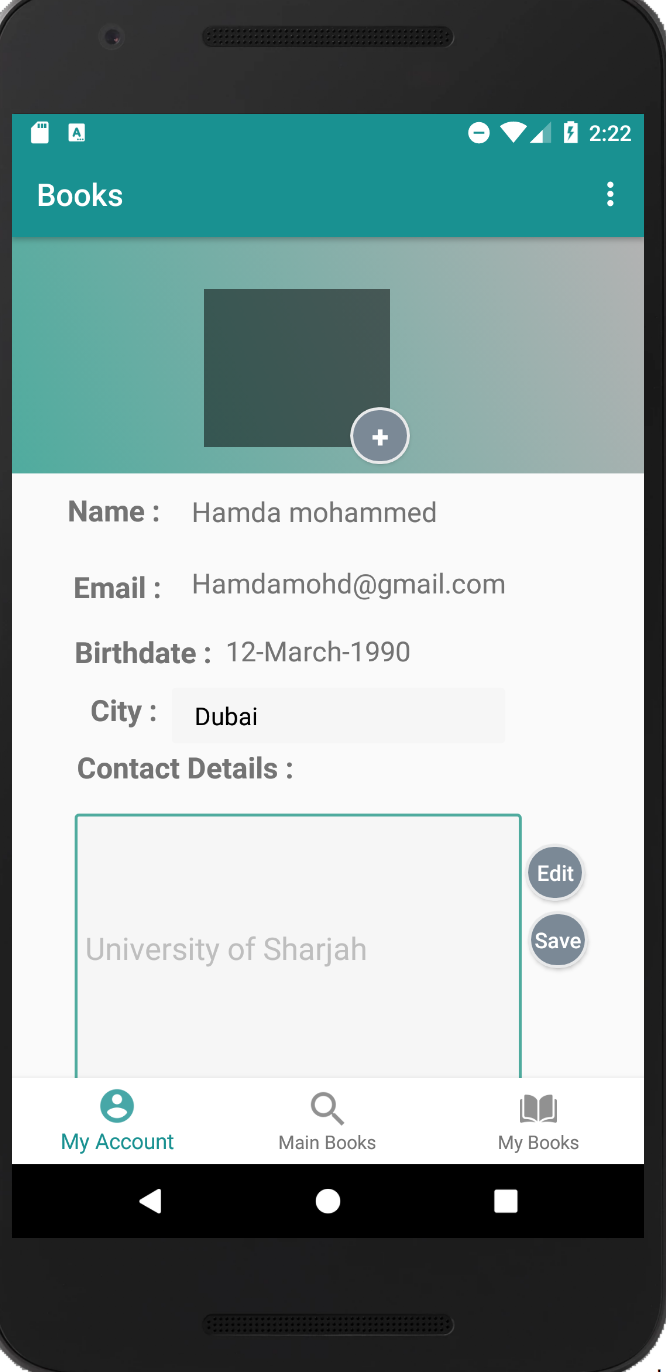 2:22
Books
Name : Hamda mohammed
Email : Hamdamohd@gmail.com
Birthdate : 12-March-1990
City : Dubai
Contact Details :
Edit
University of Sharjah
Save
My Account Main Books My Books